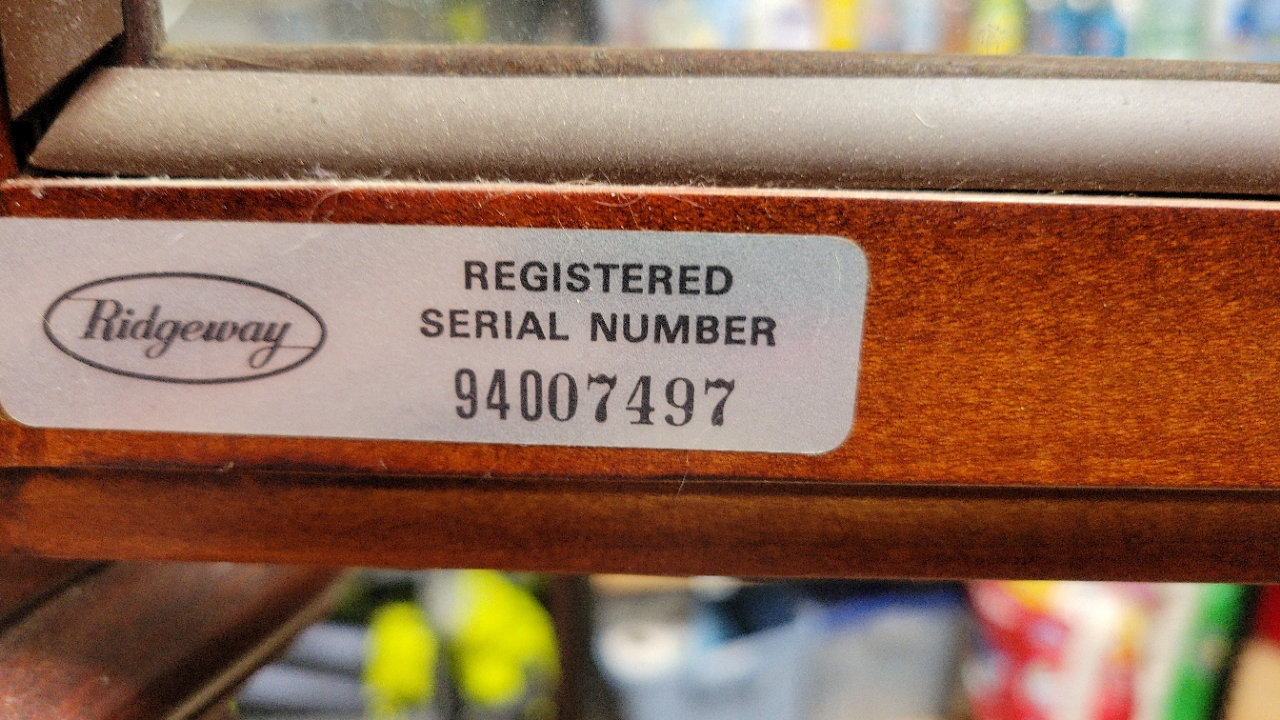 Ridgeway
REGISTERED
SERIAL NUMBER
94007497